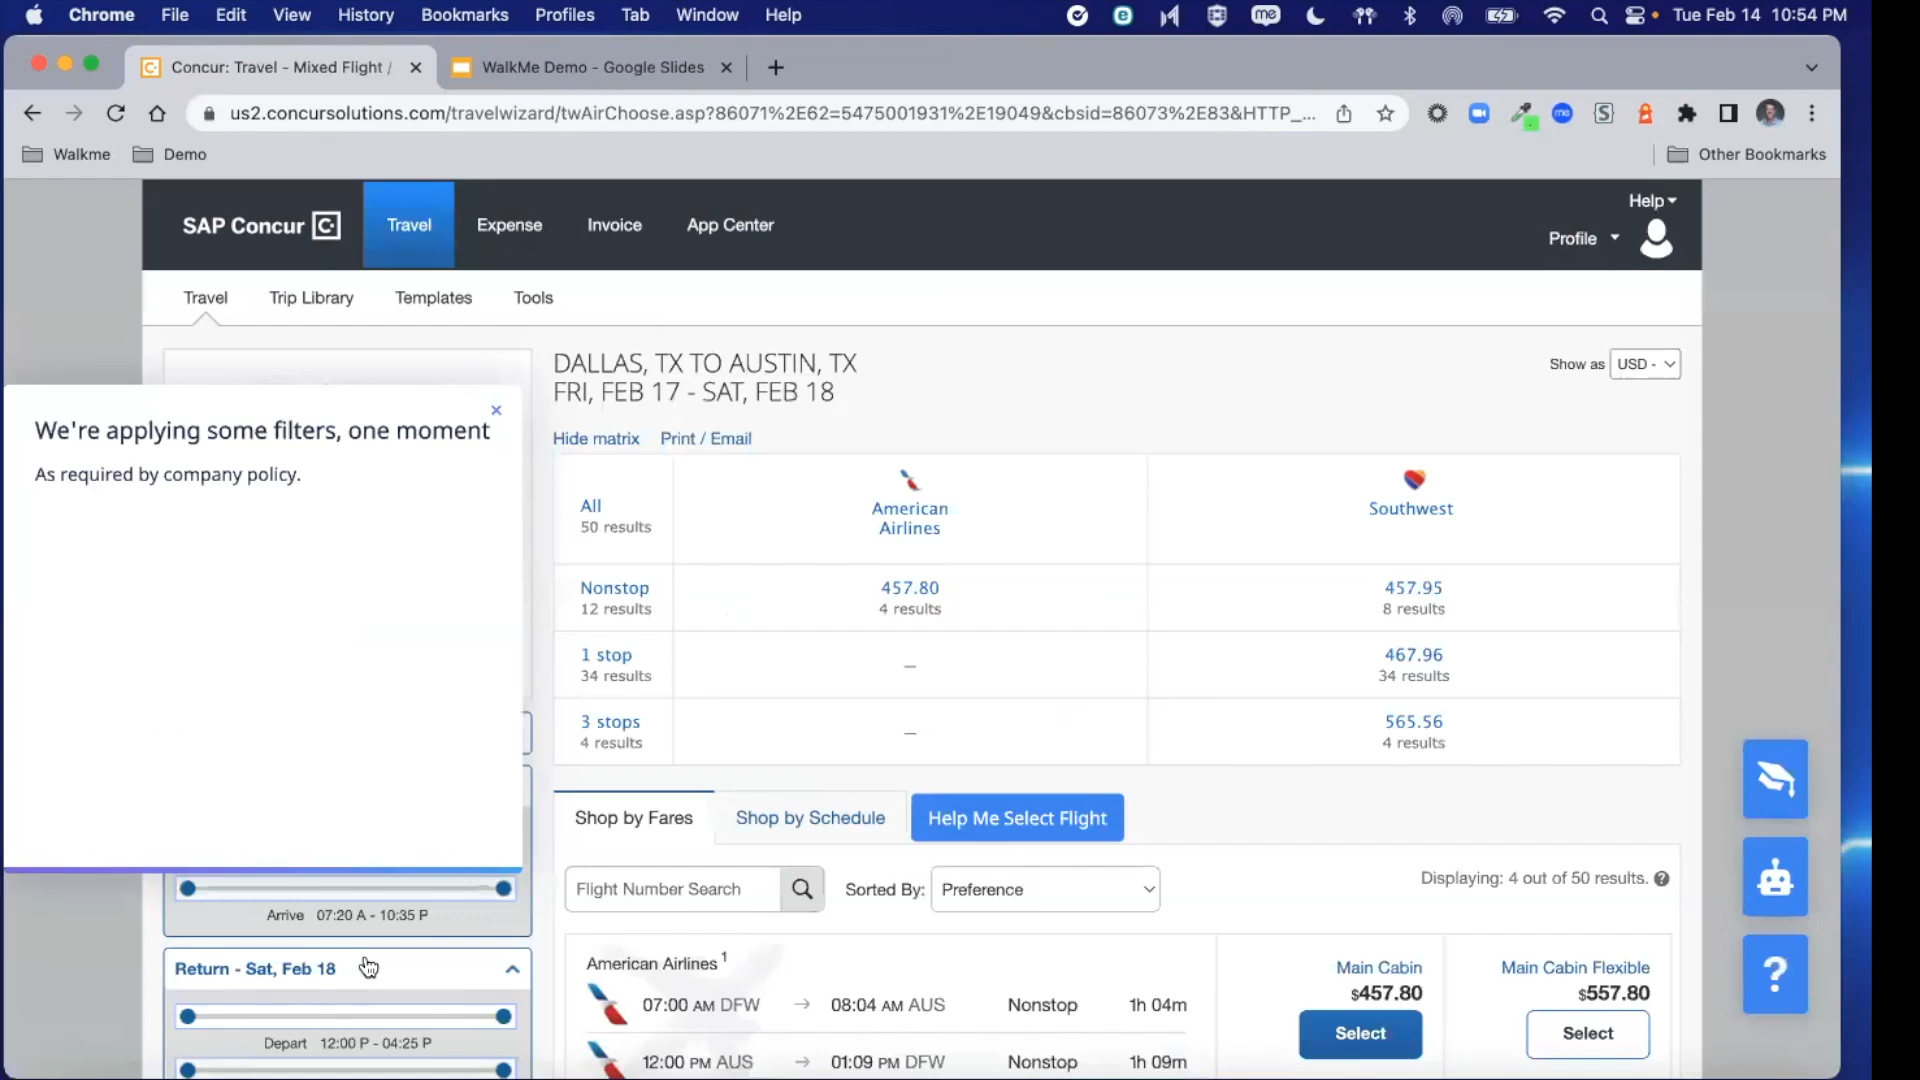 Chrome File Edit View History Bookmarks Profiles Tab Window Help me Tue Feb 14 10:54 PM
Concur: Travel - Mixed Flight / WalkMe Demo - Google Slides
us2.concursolutions.com/travelwizard/twAirChoose.asp?86071%2E62=5475001931%2E19049&cbsid=86073%2E83&HTTP_... me S
Walkme Demo Other Bookmarks
Help
SAP Concur C Travel Expense Invoice App Center
Profile
Travel Trip Library Templates Tools
DALLAS, TX TO AUSTIN, TX
Show as USD -
FRI, FEB 17 - SAT, FEB 18
We're applying some filters, one moment
As required by company policy.
Hide matrix Print / Email
All
50 results
American
Airlines
Southwest
Nonstop 457.80 457.95
12 results 4 results 8 results
1 stop — 467.96
34 results 34 results
3 stops — 565.56
4 results 4 results
Shop by Fares Shop by Schedule Help Me Select Flight
Flight Number Search Sorted By: Preference Displaying: 4 out of 50 results. ?
Arrive 07:20 A - 10:35 P
Return - Sat, Feb 18
Depart 12:00 P - 04:25 P
American Airlines 1
07:00 AM DFW → 08:04 AM AUS Nonstop 1h 04m
12:00 PM AUS → 01:09 PM DFW Nonstop 1h 09m
Main Cabin
$457.80
Select
Main Cabin Flexible
$557.80
Select
?